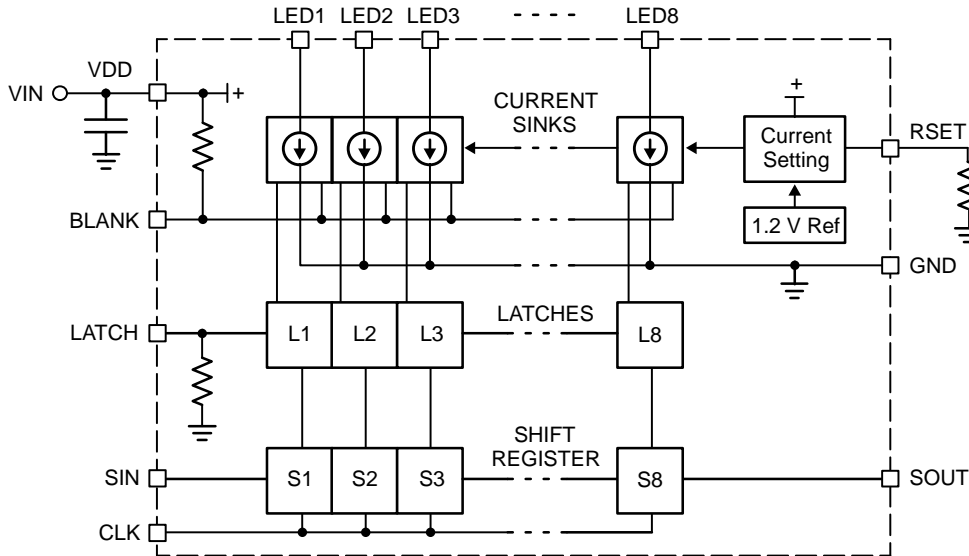 LED1 LED2 LED3 LED8
VDD
VIN
+
CURRENT
SINKS
+
Current
Setting
RSET
BLANK
1.2 V Ref
GND
LATCH
L1 L2 L3
LATCHES
L8
SIN
S1 S2 S3
SHIFT
REGISTER
S8
SOUT
CLK